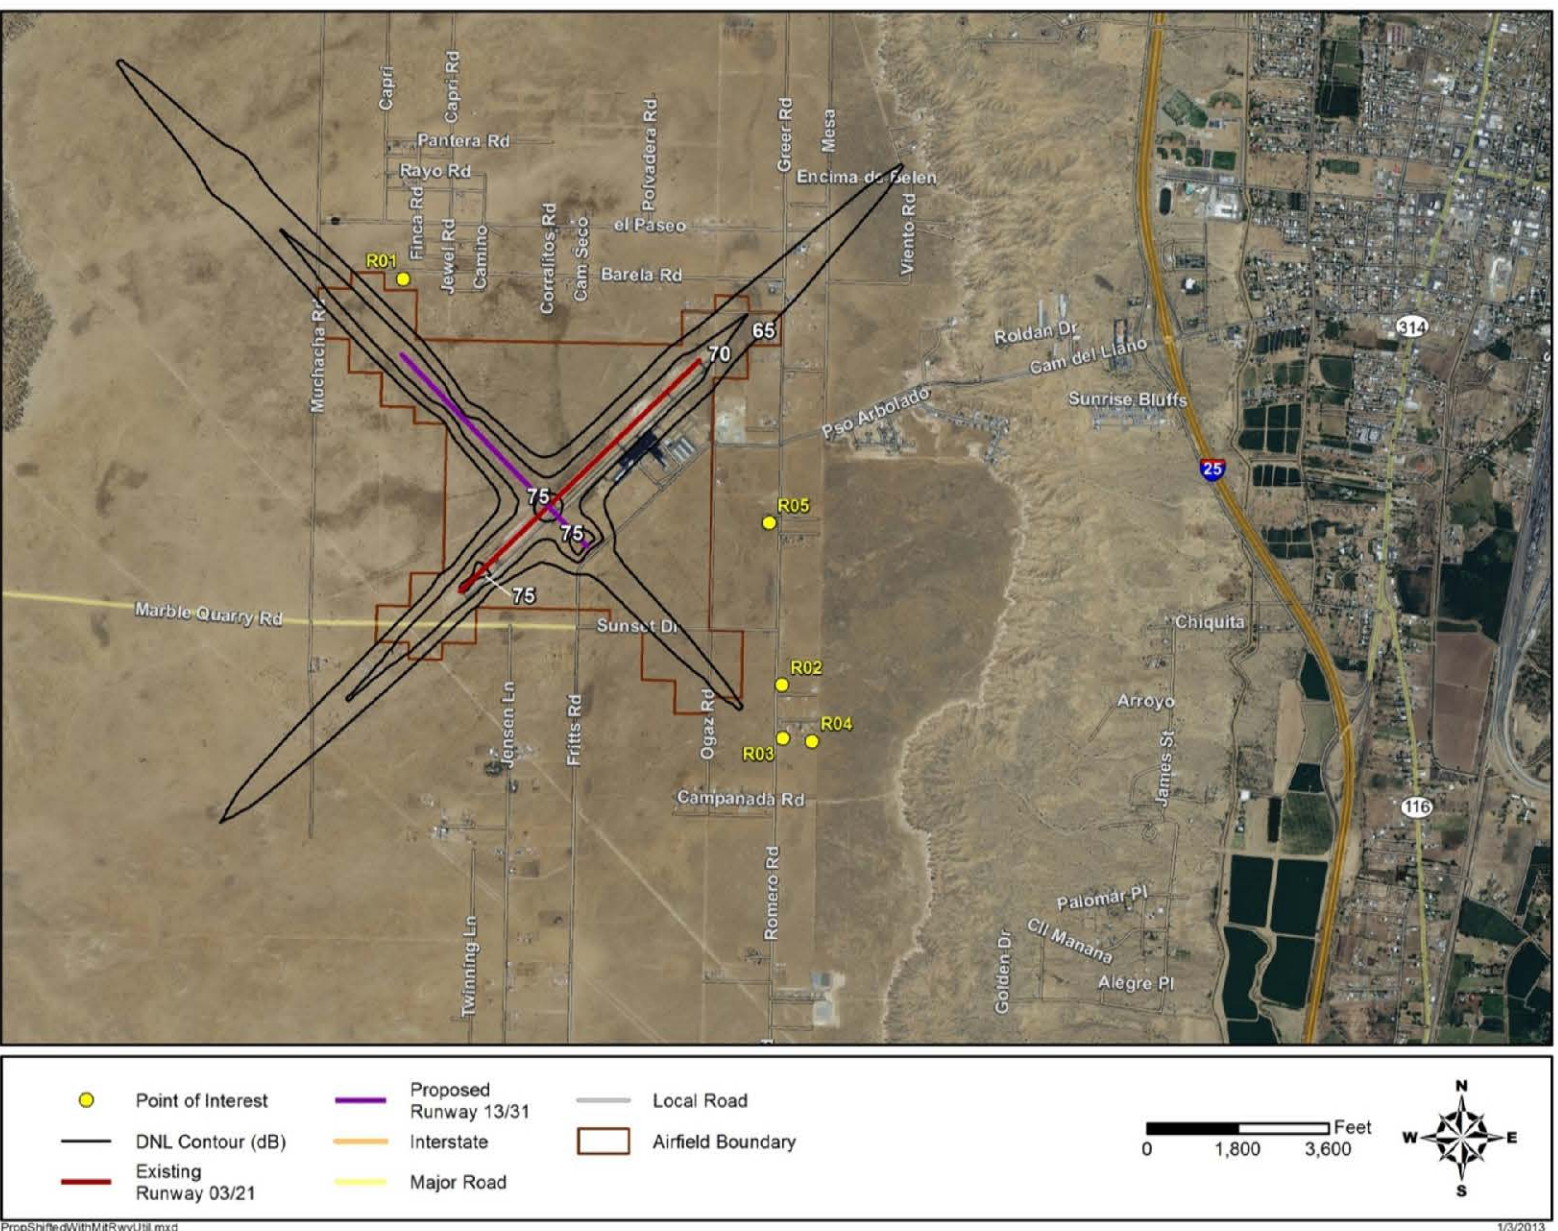 Capri
Capri Rd
Pantera Rd
Rayo Rd
Finca Rd
Jewel Rd
Camino
Corralitos Rd
Cam Seco
Polvadera Rd
Greer Rd
Mesa
Encima de Belen
Viento Rd
el Paseo
Barela Rd
R01
Muchacha Rd
65
70
Roldan Dr
Cam del Llano
314
Pso Arbolado
Sunrise Bluffs
25
75
75
75
R05
Marble Quarry Rd
Sunset Dr
Chiquita
R02
R03
R04
Arroyo
James St
Jensen Ln
Fritts Rd
Ogaz Rd
Campanada Rd
116
Romero Rd
Twinning Ln
Palomar Pl
Cll Manana
Golden Dr
Alegre Pl
Point of Interest
DNL Contour (dB)
Existing
Runway 03/21
Proposed
Runway 13/31
Interstate
Major Road
Local Road
Airfield Boundary
Feet
0 1,800 3,600
N
W E
S
PropShiftedWithMitRwyUtil.mxd
1/3/2013